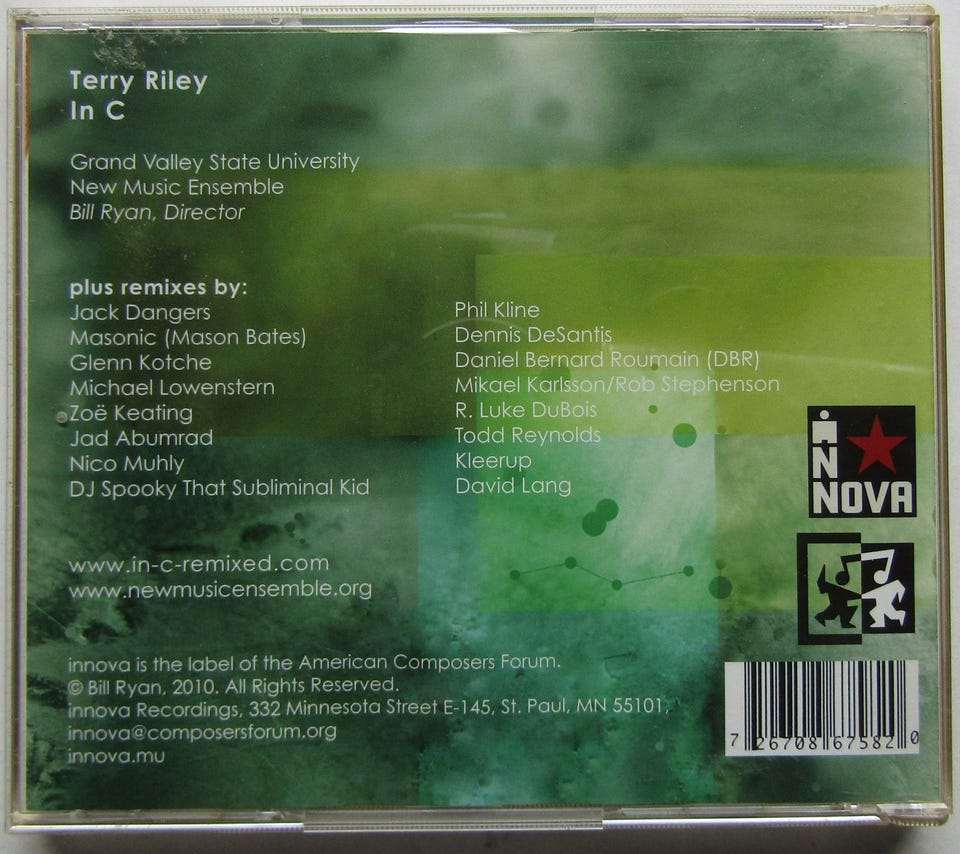 Terry Riley
In C
Grand Valley State University
New Music Ensemble
Bill Ryan, Director
plus remixes by:
Jack Dangers
Masonic (Mason Bates)
Glenn Kotche
Michael Lowenstern
Zoë Keating
Jad Abumrad
Nico Muhly
DJ Spooky That Subliminal Kid
Phil Kline
Dennis DeSantis
Daniel Bernard Roumain (DBR)
Mikael Karlsson/Rob Stephenson
R. Luke DuBois
Todd Reynolds
Kleerup
David Lang
iN
NOVA
www.in-c-remixed.com
www.newmusicensemble.org
innova is the label of the American Composers Forum.
© Bill Ryan, 2010. All Rights Reserved.
innova Recordings, 332 Minnesota Street E-145, St. Paul, MN 55101,
innova@composersforum.org
innova.mu
7 26708 67582 0